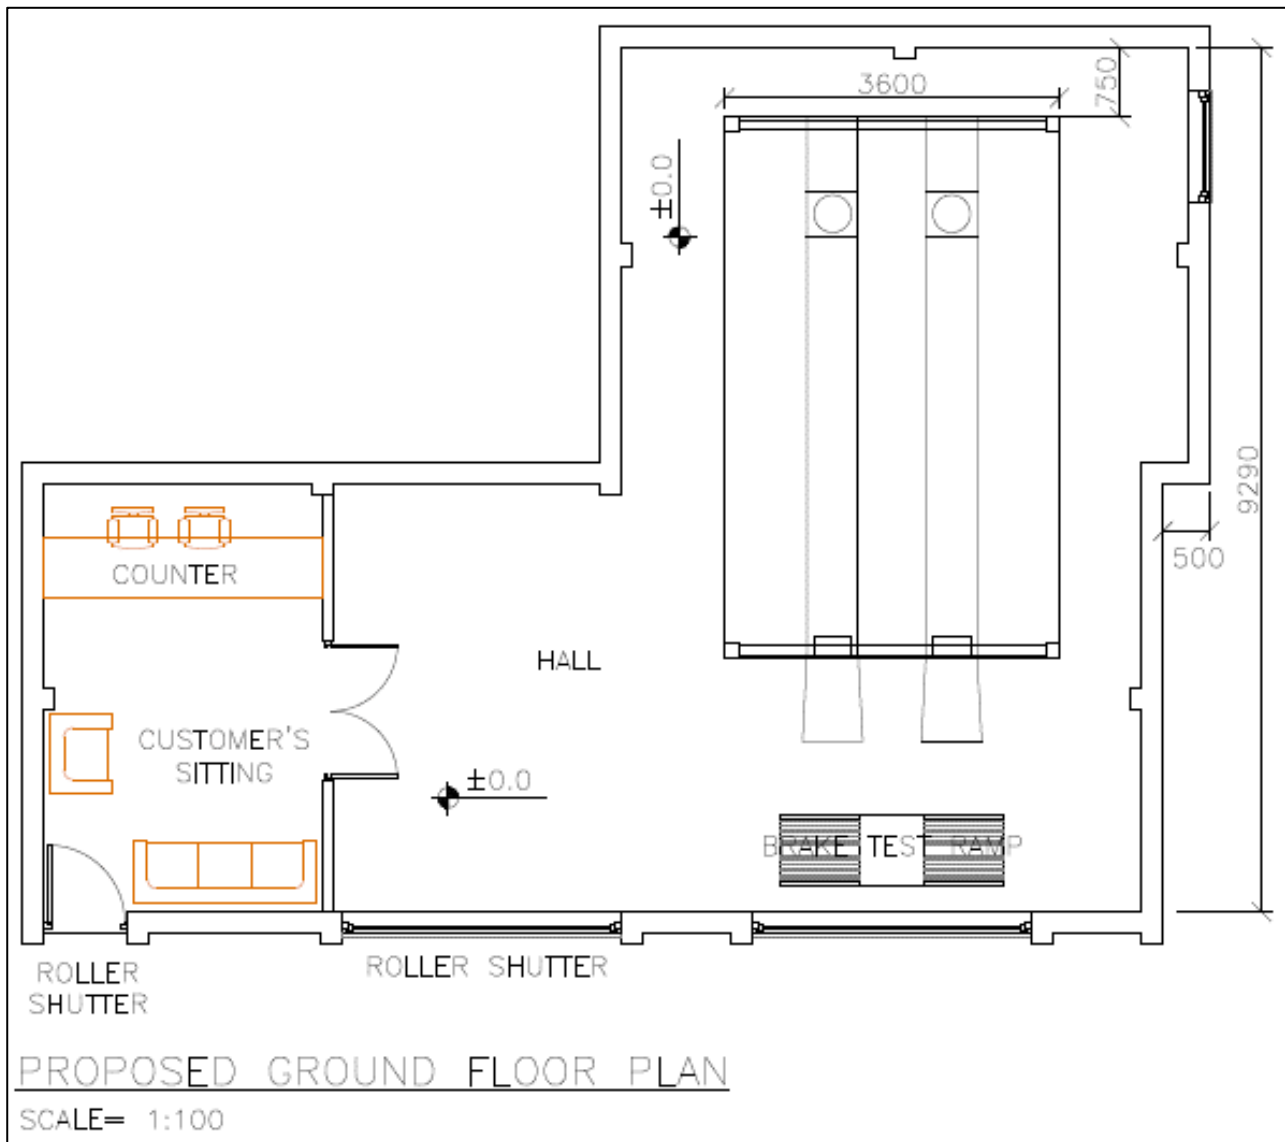 3600
750
±0.0
9290
500
COUNTER
HALL
CUSTOMER'S
SITTING
±0.0
BRAKE TEST RAMP
ROLLER SHUTTER
ROLLER
SHUTTER
PROPOSED GROUND FLOOR PLAN
SCALE= 1:100